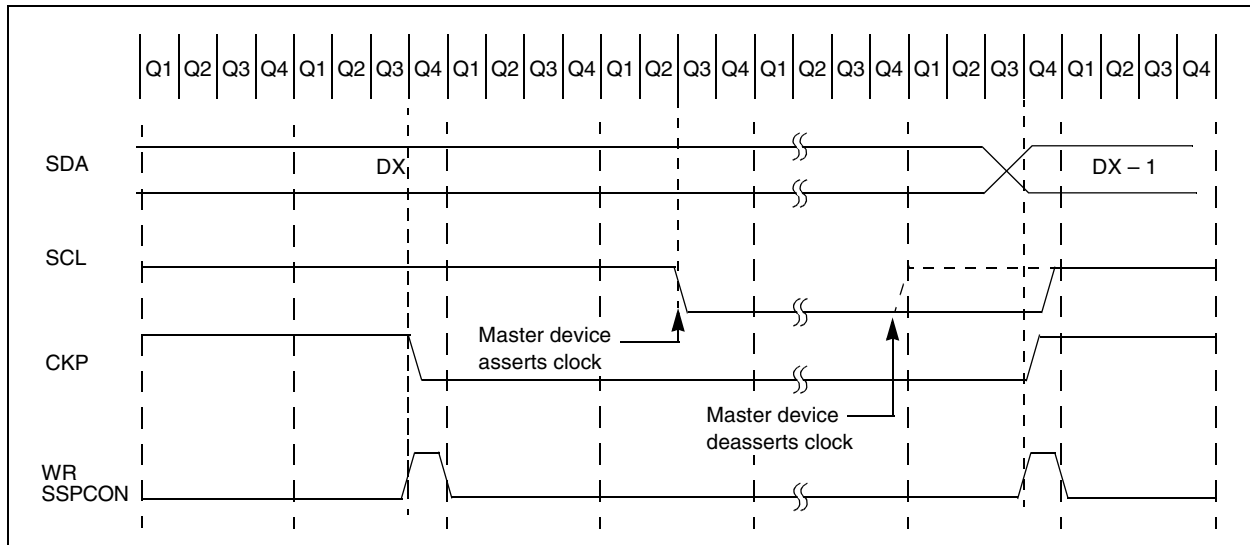 Q1 Q2 Q3 Q4 Q1 Q2 Q3 Q4 Q1 Q2 Q3 Q4 Q1 Q2 Q3 Q4 Q1 Q2 Q3 Q4 Q1 Q2 Q3 Q4 Q1 Q2 Q3 Q4
SDA
DX
DX – 1
SCL
Master device
asserts clock
CKP
Master device
deasserts clock
WR
SSPCON